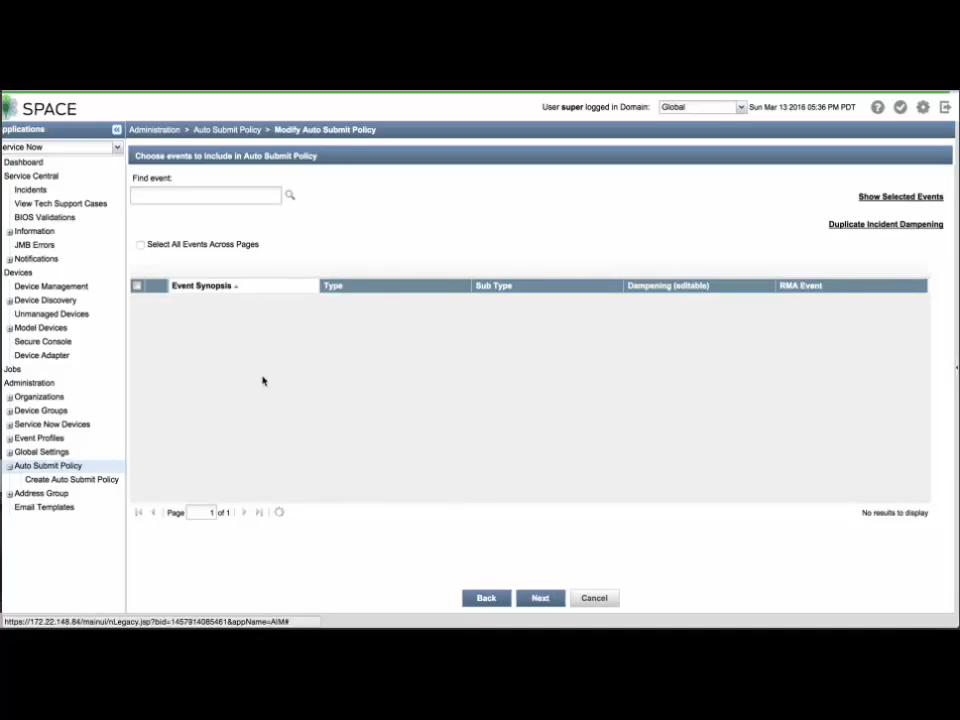 SPACE
User super logged in Domain: Global Sun Mar 13 2016 05:36 PM PDT
pplications
Administration > Auto Submit Policy > Modify Auto Submit Policy
ervice Now
Dashboard
Service Central
Incidents
View Tech Support Cases
BIOS Validations
Information
JMB Errors
Notifications
Devices
Device Management
Device Discovery
Unmanaged Devices
Model Devices
Secure Console
Device Adapter
Jobs
Administration
Organizations
Device Groups
Service Now Devices
Event Profiles
Global Settings
Auto Submit Policy
Create Auto Submit Policy
Address Group
Email Templates
Choose events to include in Auto Submit Policy
Find event:
Show Selected Events
Duplicate Incident Dampening
Select All Events Across Pages
Event Synopsis Type Sub Type Dampening (editable) RMA Event
Page 1 of 1
No results to display
Back Next Cancel
https://172.22.148.64/mainui/nLegacy.jsp?bid=1457914085461&appName=AIM#